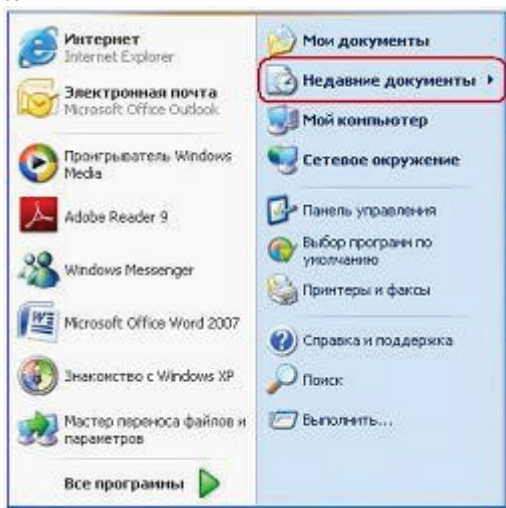 Интернет
Internet Explorer
Электронная почта
Microsoft Office Outlook
Проигрыватель Windows
Media
Adobe Reader 9
Windows Messenger
Microsoft Office Word 2007
Знакомство с Windows XP
Мастер переноса файлов и
параметров
Все программы
Мои документы
Недавние документы
Мой компьютер
Сетевое окружение
Панель управления
Выбор программ по
умолчанию
Принтеры и факсы
Справка и поддержка
Поиск
Выполнить...